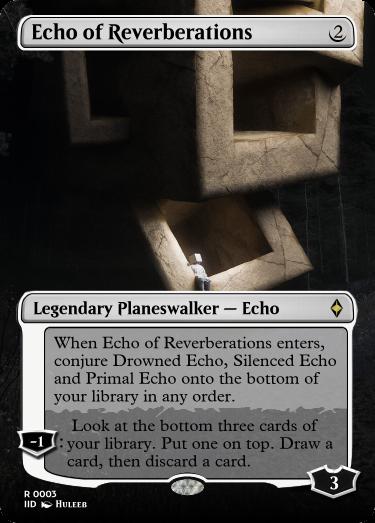 Echo of Reverberations 2
Legendary Planeswalker — Echo
When Echo of Reverberations enters,
conjure Drowned Echo, Silenced Echo
and Primal Echo onto the bottom of
your library in any order.
Look at the bottom three cards of
-1: your library. Put one on top. Draw a
card, then discard a card.
3
R 0003
IID Huleeb